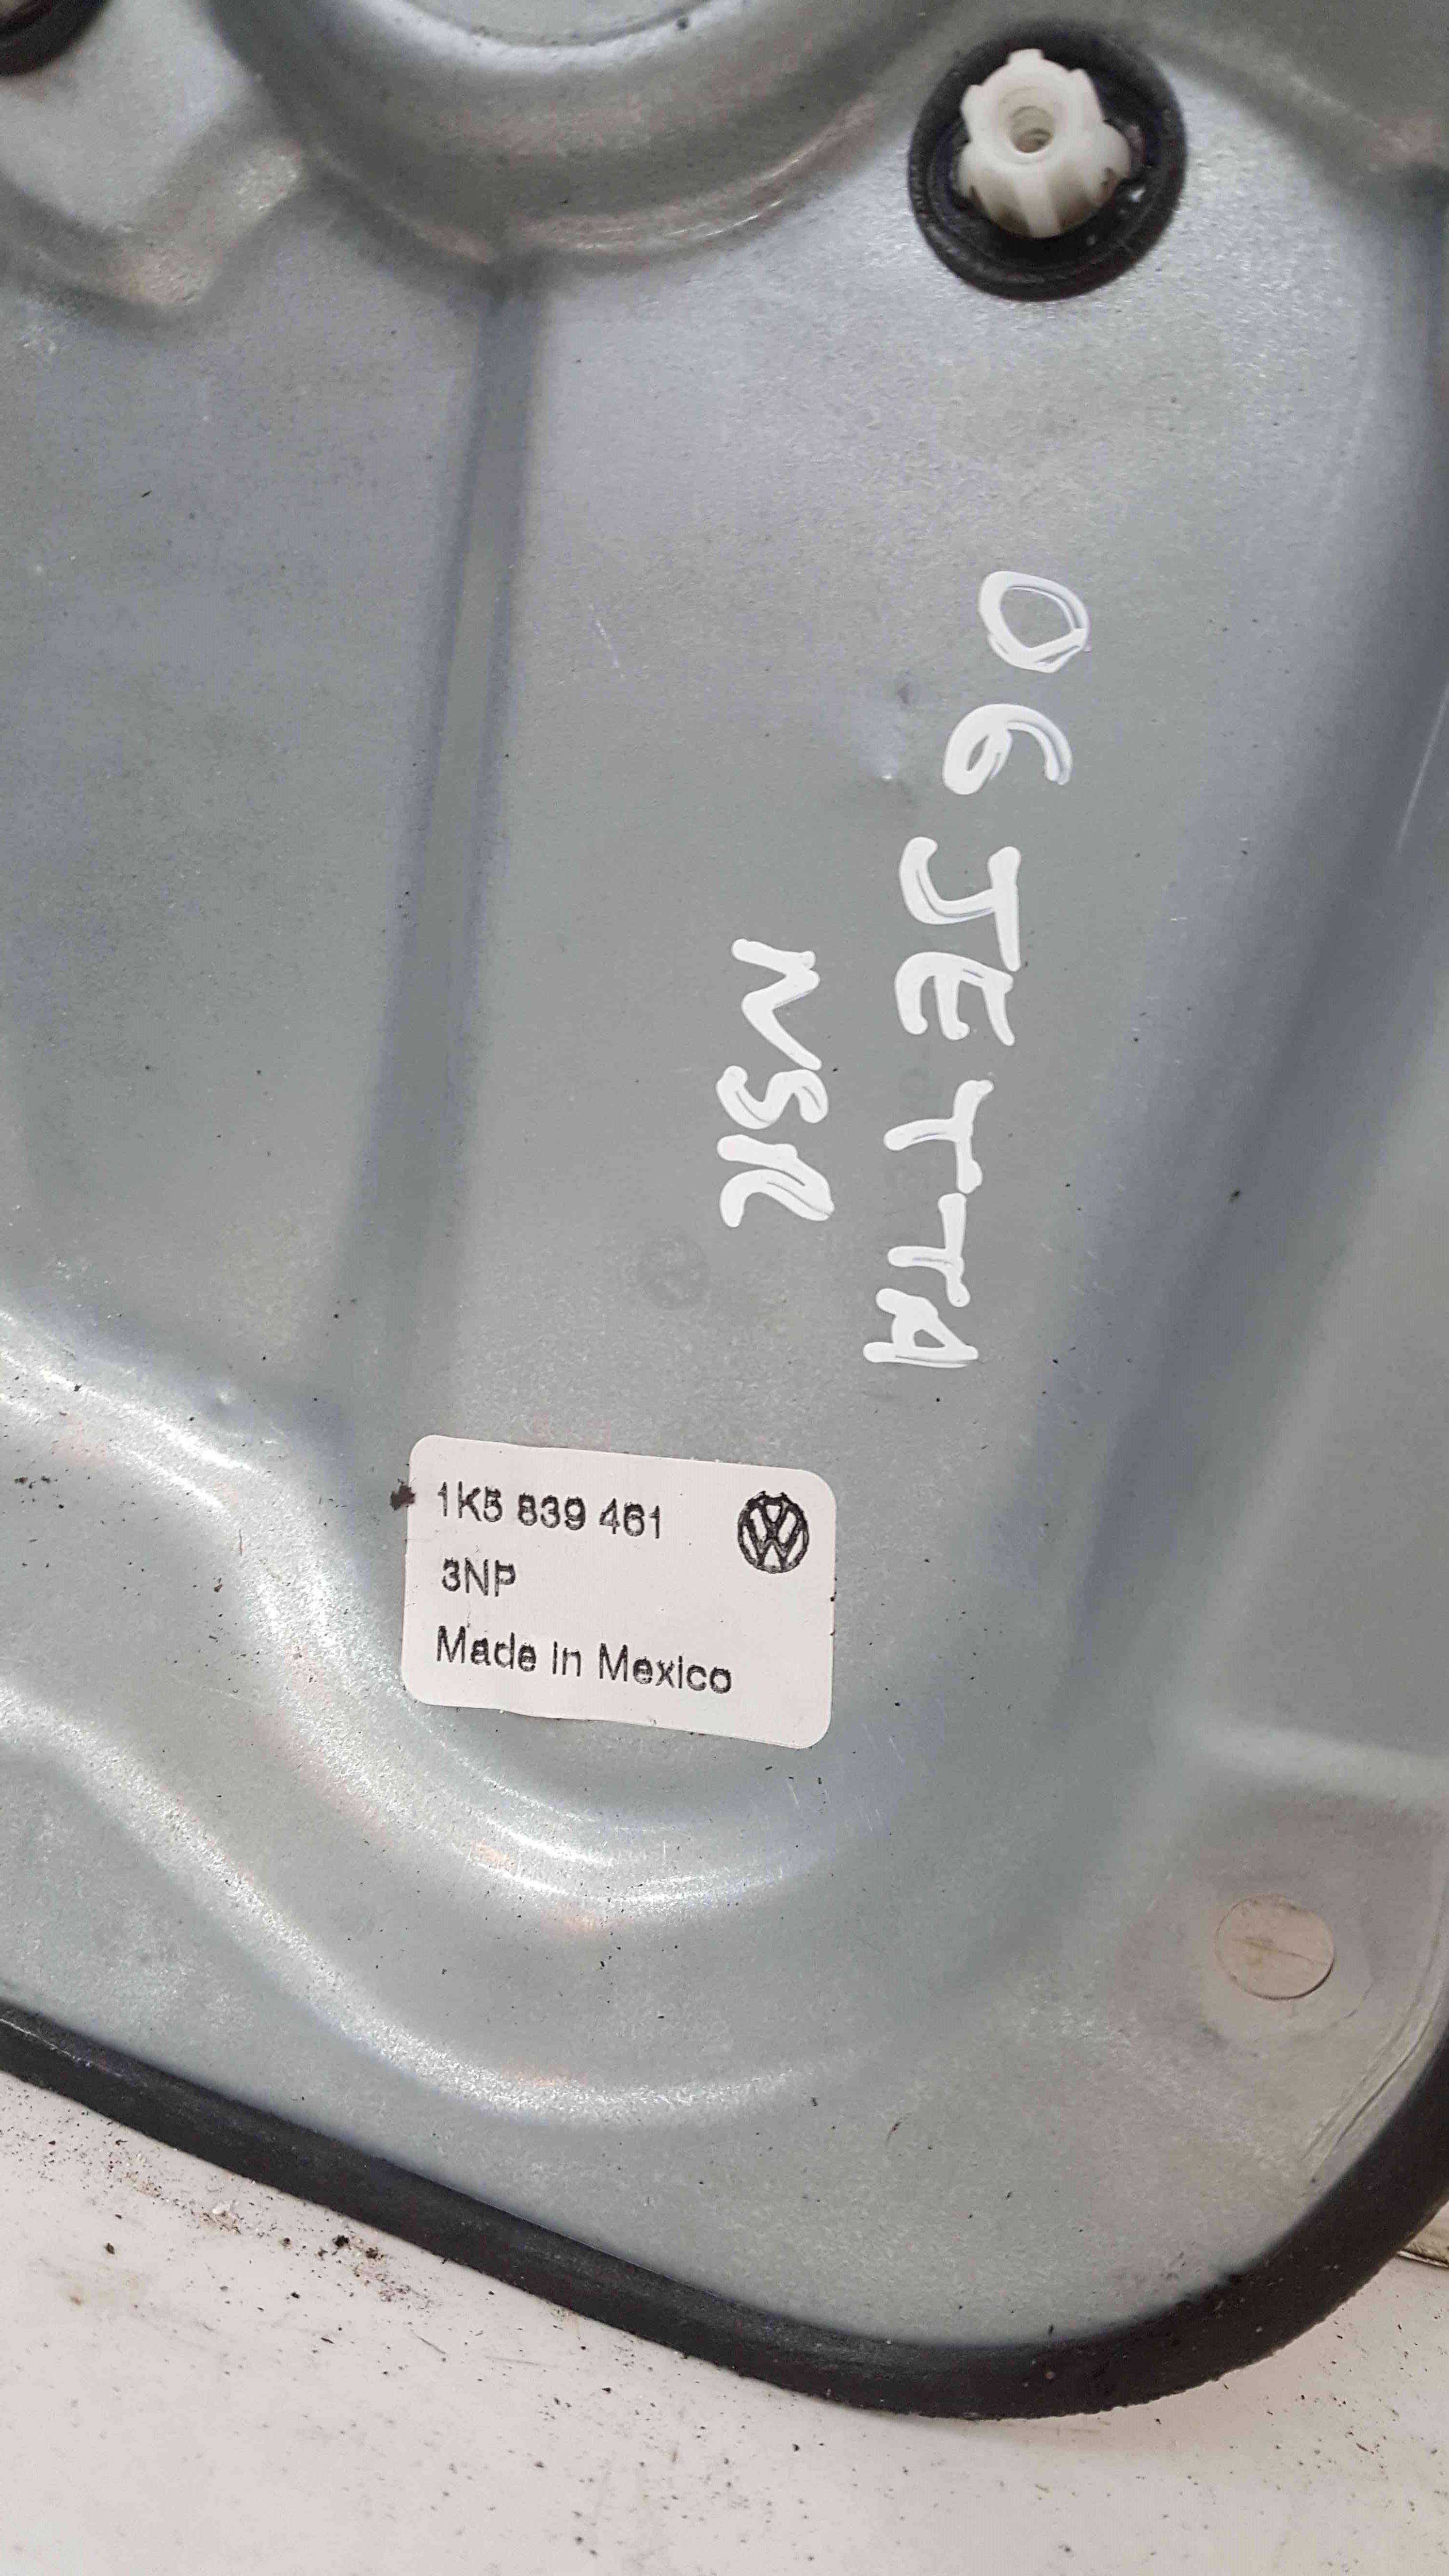 06 JETTA
NSR
1K5 839 461
3NP
Made in Mexico